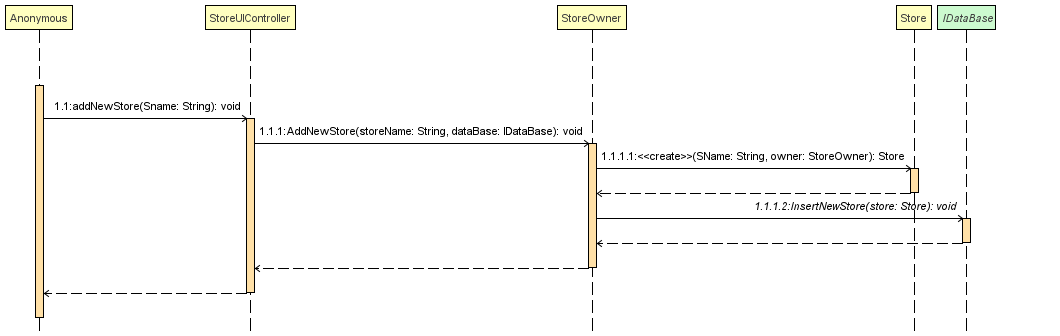 Anonymous
StoreUIController
StoreOwner
Store
IDataBase
1.1:addNewStore(Sname: String): void
1.1.1:AddNewStore(storeName: String, dataBase: IDataBase): void
1.1.1.1:<<create>>(SName: String, owner: StoreOwner): Store
1.1.1.2:InsertNewStore(store: Store): void